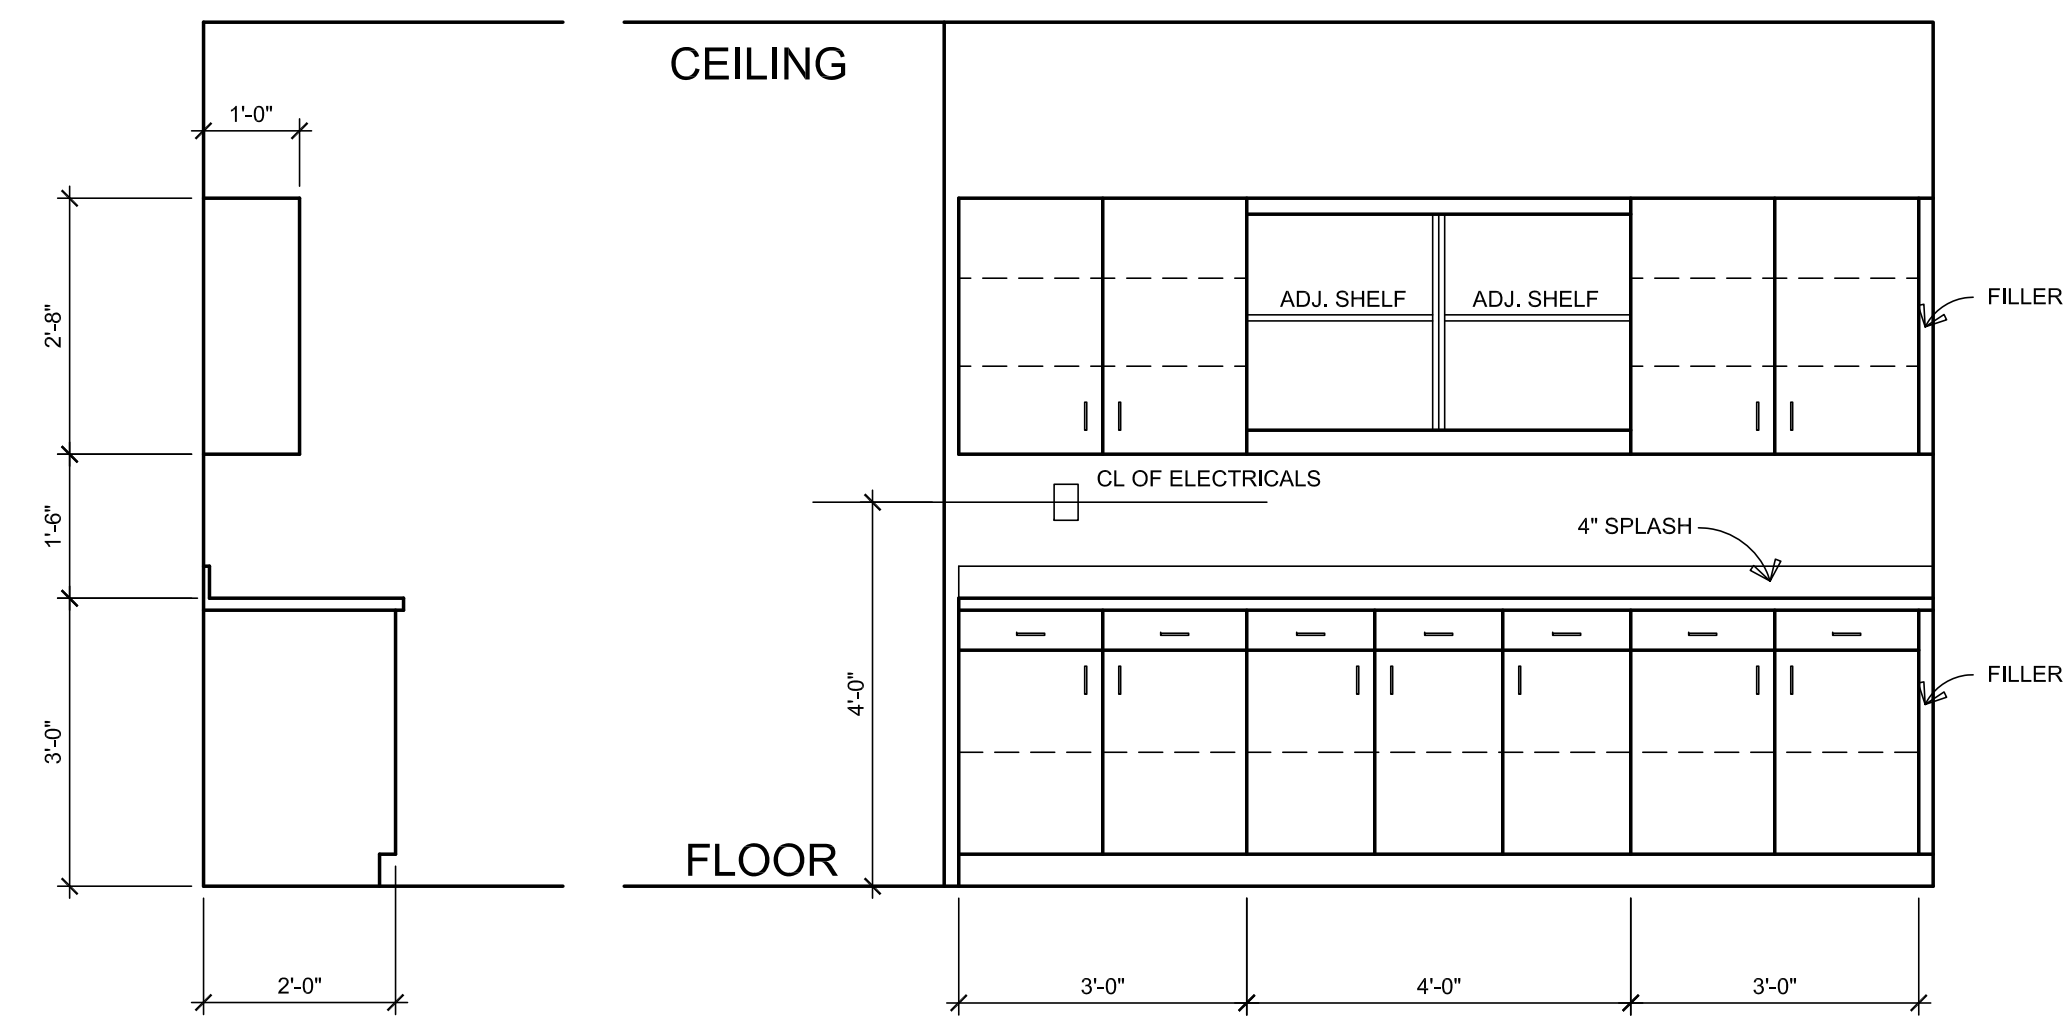 CEILING
1'-0"
2'-8"
ADJ. SHELF
ADJ. SHELF
FILLER
CL OF ELECTRICALS
1'-6"
4" SPLASH
4'-0"
FILLER
3'-0"
FLOOR
2'-0"
3'-0"
4'-0"
3'-0"